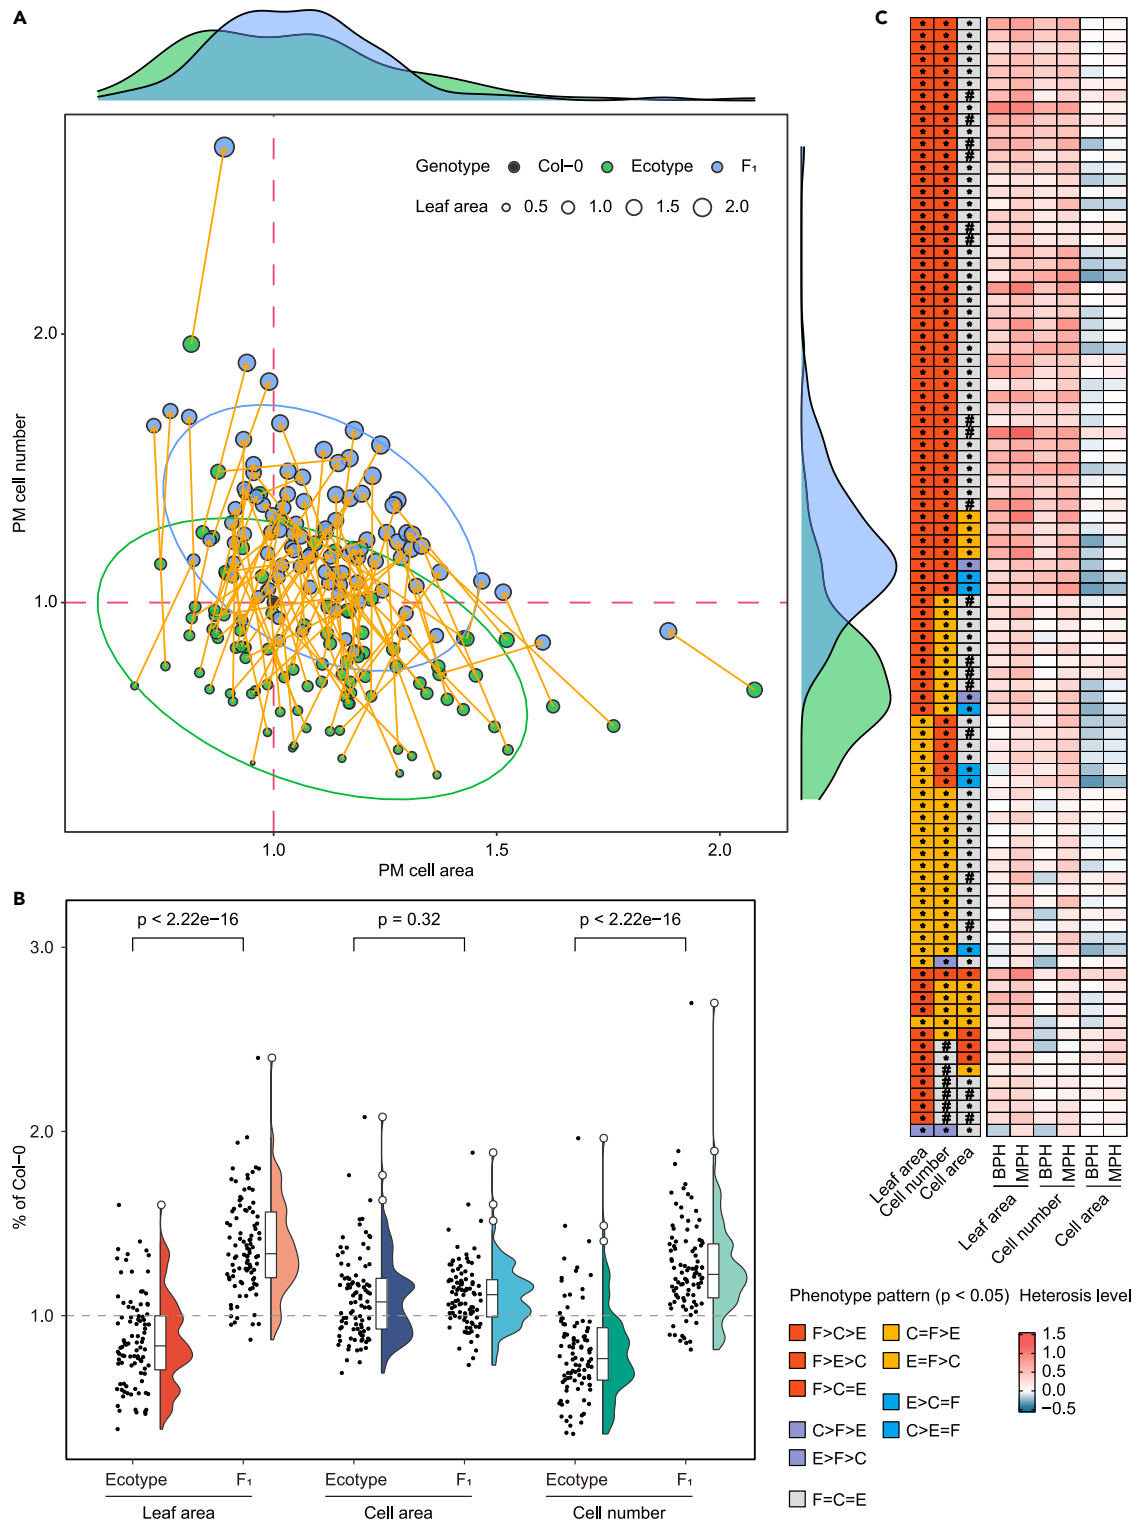 A
C
Genotype Col−0 Ecotype F₁
Leaf area 0.5 1.0 1.5 2.0
PM cell number
2.0
1.0
1.0 1.5 2.0
PM cell area
B
p < 2.22e−16 p = 0.32 p < 2.22e−16
% of Col−0
3.0
2.0
1.0
Ecotype F₁ Ecotype F₁ Ecotype F₁
Leaf area Cell area Cell number
Leaf area
Cell number
Cell area
BPH MPH BPH MPH BPH MPH
Leaf area Cell number Cell area
Phenotype pattern (p < 0.05) Heterosis level
F>C>E C=F>E
F>E>C E=F>C
F>C=E
E>C=F
C>F>E C>E=F
E>F>C
F=C=E
1.5
1.0
0.5
0.0
−0.5